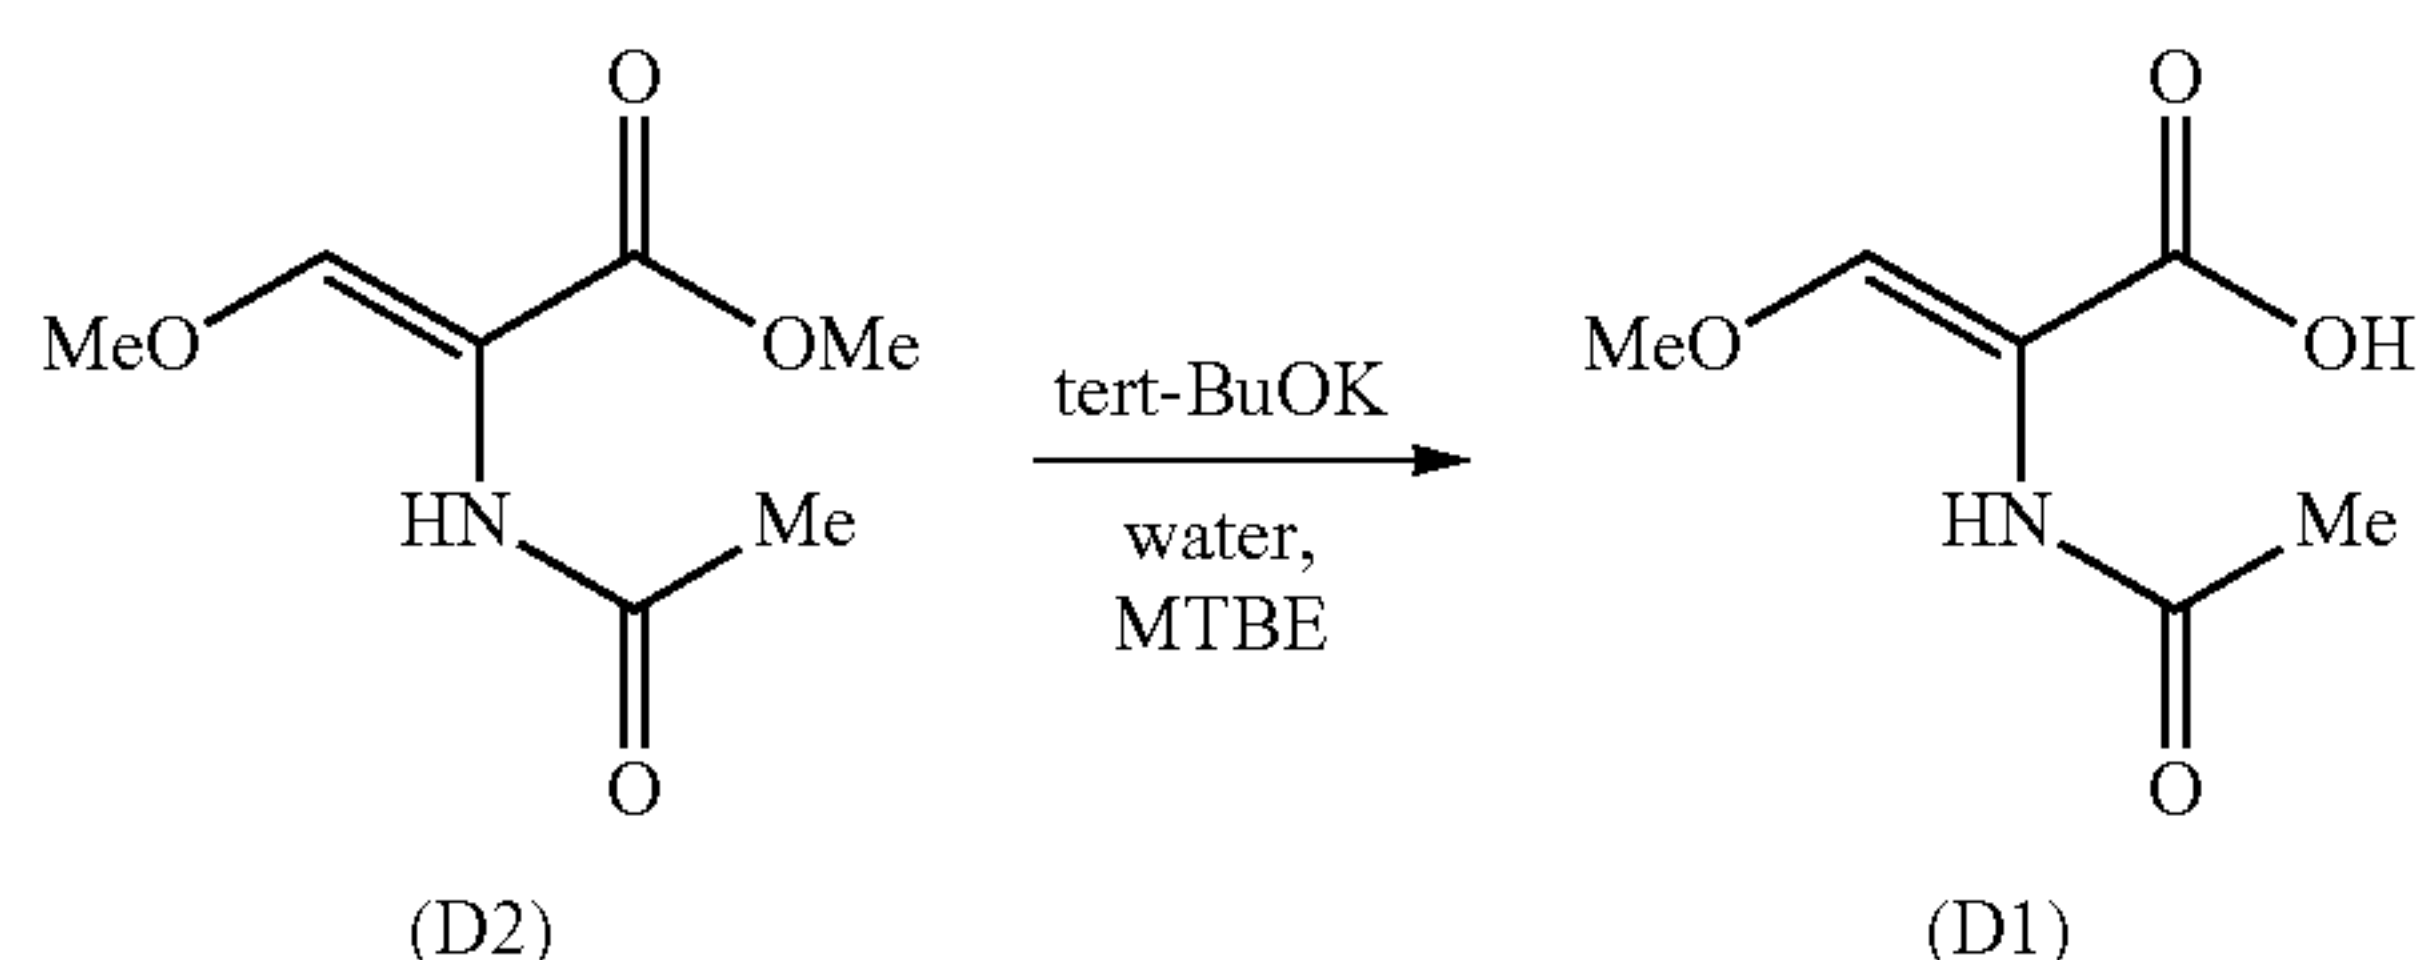 O
MeO
OMe
HN
Me
O
(D2)
tert-BuOK
water,
MTBE
O
MeO
OH
HN
Me
O
(D1)